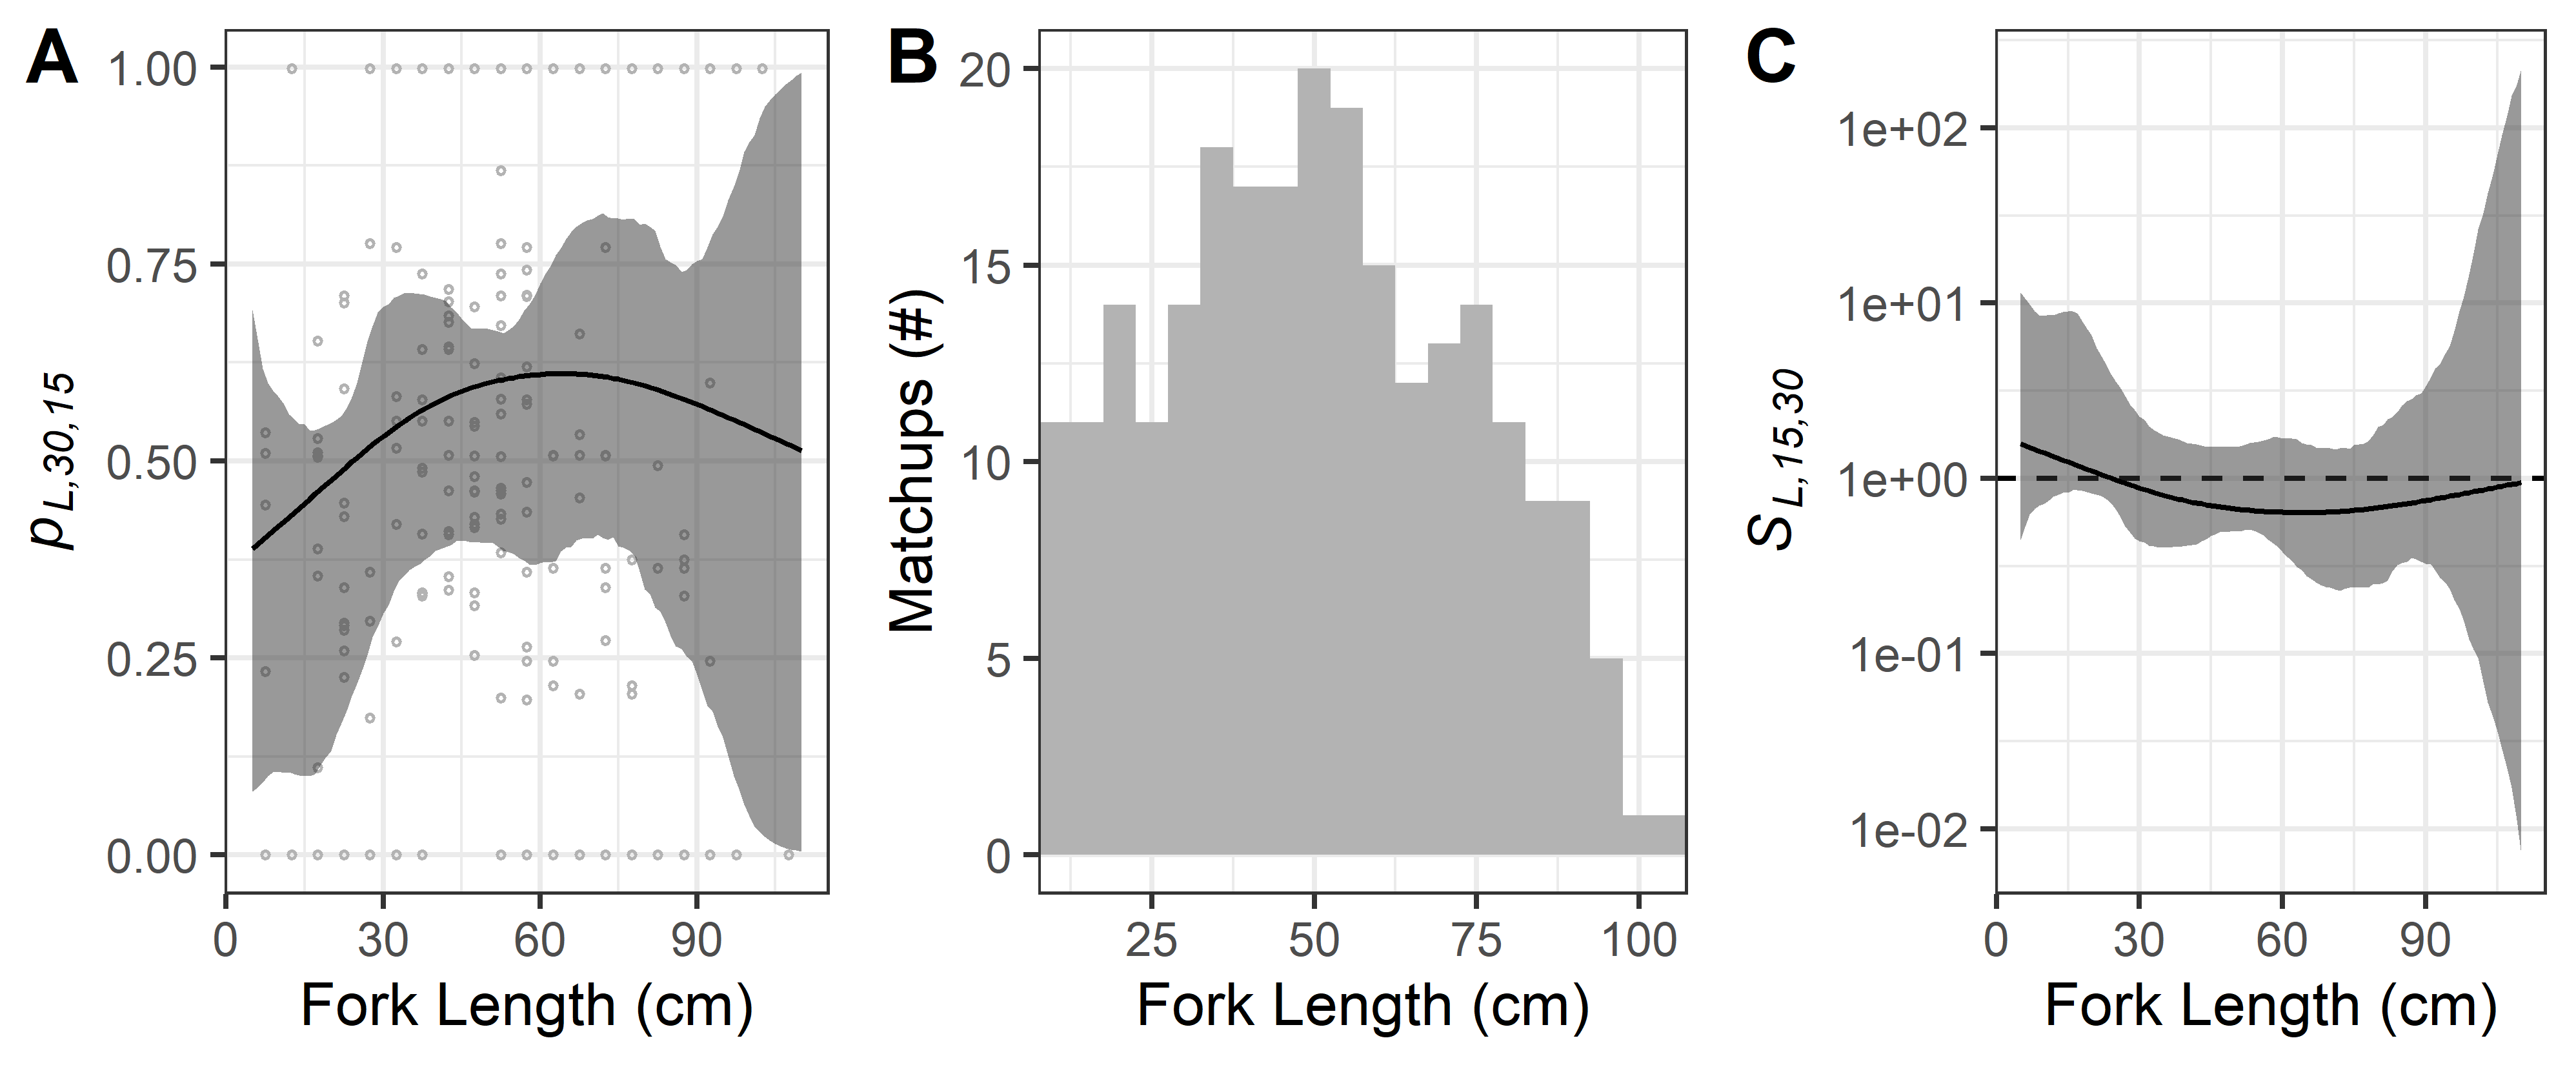 A
1.00
0.75
0.50
0.25
0.00
p L,30,15
0 30 60 90
Fork Length (cm)
B
20
15
10
5
0
Matchups (#)
25 50 75 100
Fork Length (cm)
C
1e+02
1e+01
1e+00
1e-01
1e-02
S L,15,30
0 30 60 90
Fork Length (cm)